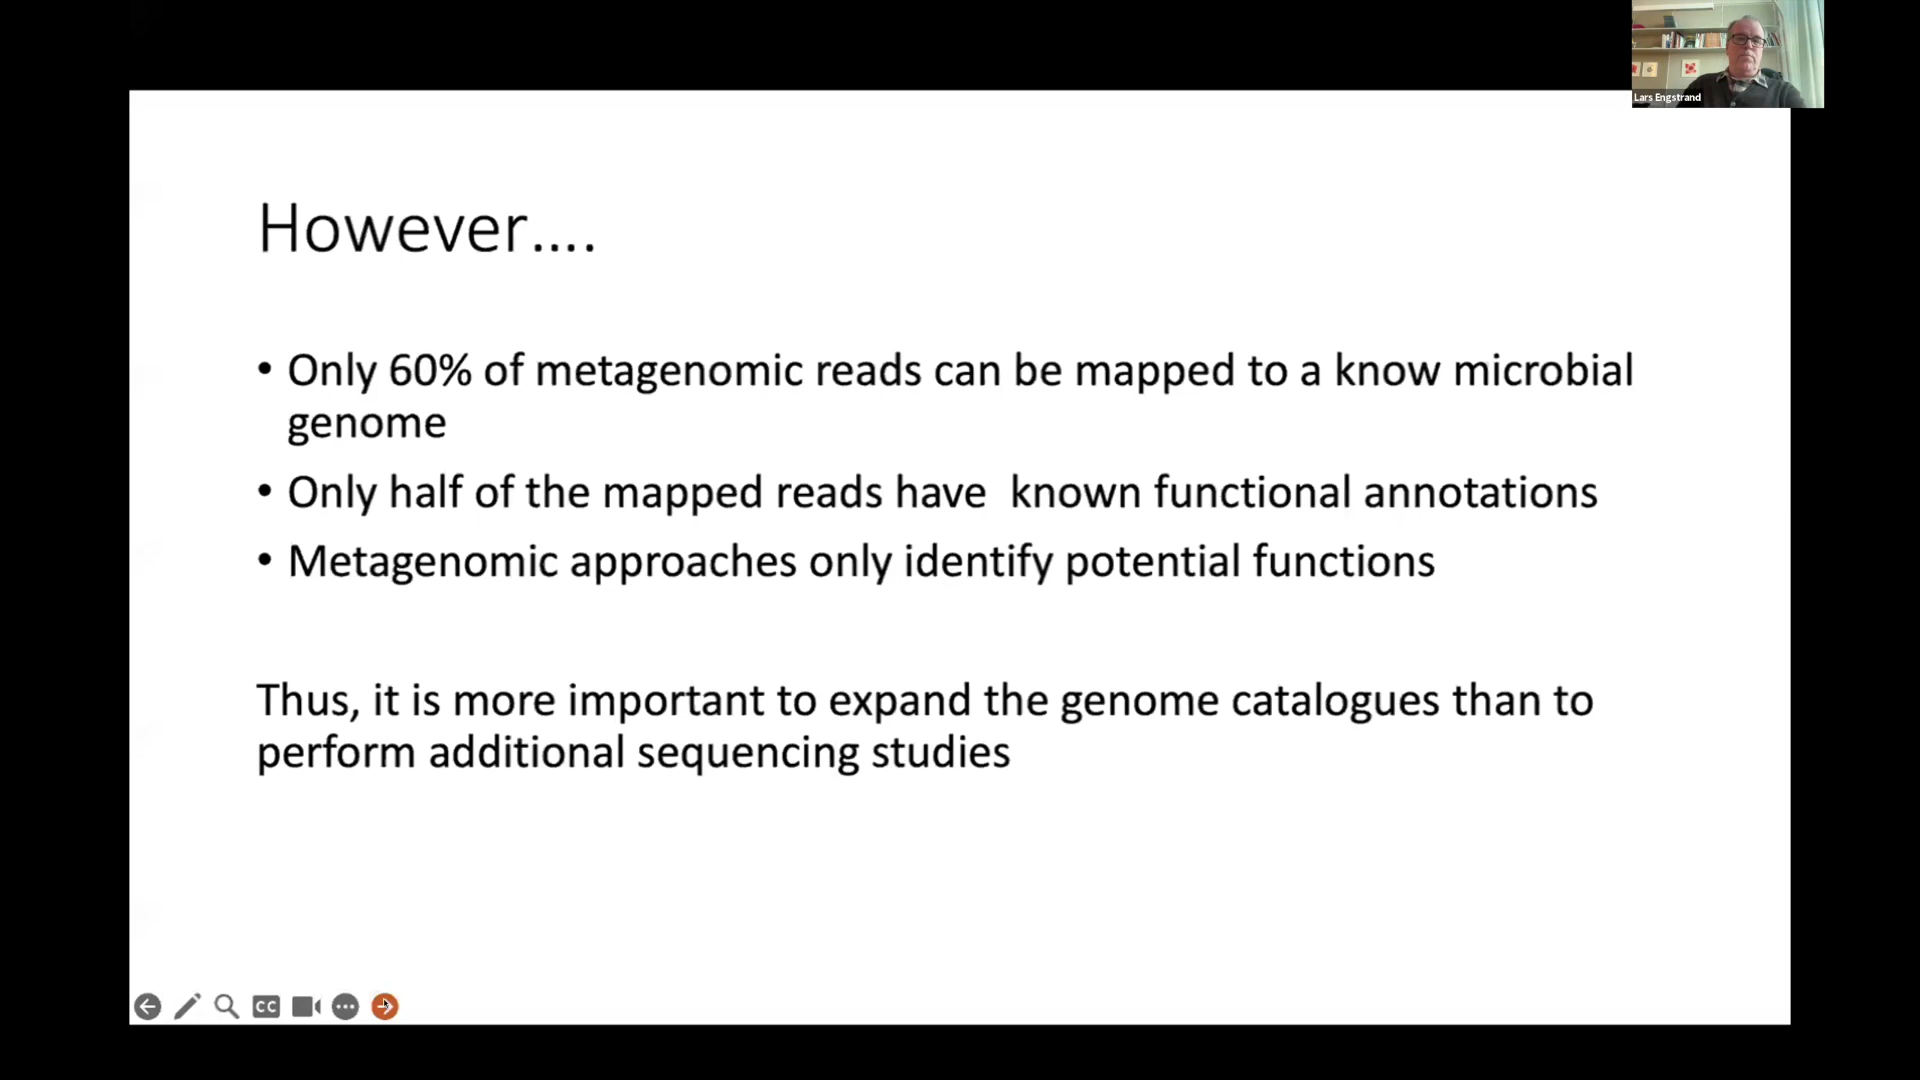 Lars Engstrand
However....
• Only 60% of metagenomic reads can be mapped to a know microbial
genome
• Only half of the mapped reads have  known functional annotations
• Metagenomic approaches only identify potential functions
Thus, it is more important to expand the genome catalogues than to
perform additional sequencing studies
CC